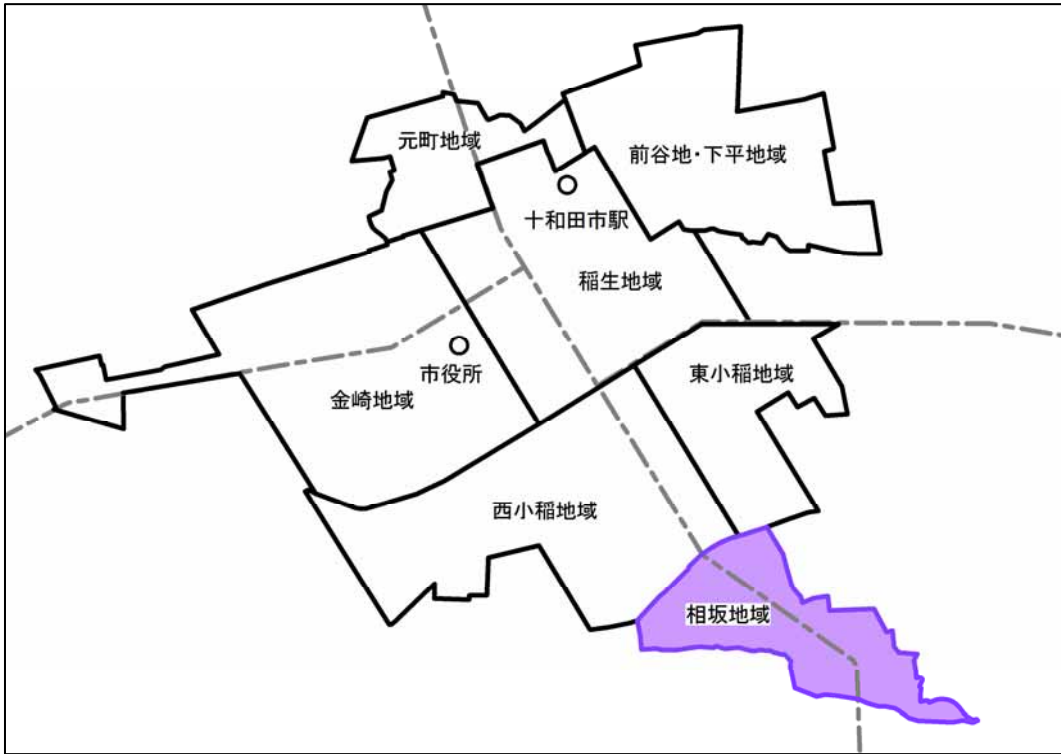 元町地域
前谷地・下平地域
十和田市駅
稲生地域
市役所
東小稲地域
金崎地域
西小稲地域
相坂地域